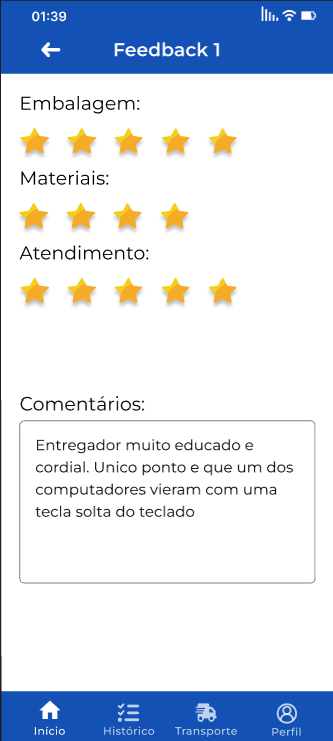 01:39
Feedback 1
Embalagem:
Materiais:
Atendimento:
Comentários:
Entregador muito educado e
cordial. Unico ponto e que um dos
computadores vieram com uma
tecla solta do teclado
Início
Histórico
Transporte
Perfil